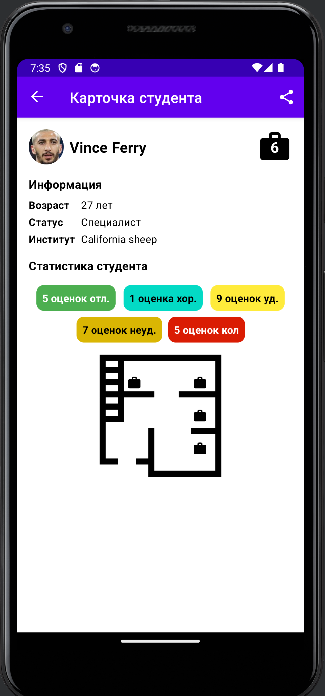 7:35
Карточка студента
Vince Ferry
6
Информация
Возраст 27 лет
Статус Специалист
Институт California sheep
Статистика студента
5 оценок отл. 1 оценка хор. 9 оценок уд.
7 оценок неуд. 5 оценок кол